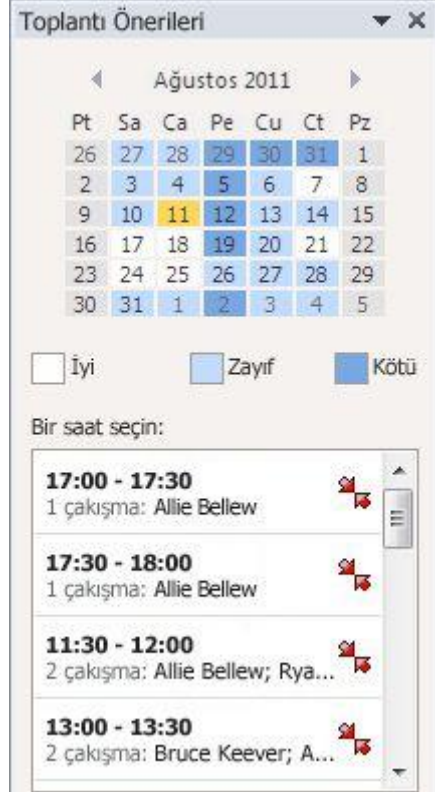 Toplantı Önerileri
Ağustos 2011
Pt Sa Ca Pe Cu Ct Pz
26 27 28 29 30 31 1
2 3 4 5 6 7 8
9 10 11 12 13 14 15
16 17 18 19 20 21 22
23 24 25 26 27 28 29
30 31 1 2 3 4 5
İyi Zayıf Kötü
Bir saat seçin:
17:00 - 17:30
1 çakışma: Allie Bellew
17:30 - 18:00
1 çakışma: Allie Bellew
11:30 - 12:00
2 çakışma: Allie Bellew; Rya...
13:00 - 13:30
2 çakışma: Bruce Keever; A...